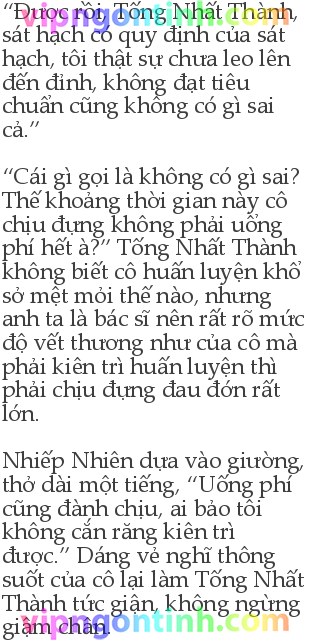 “Được rồi, Tống Nhất Thành,
vipngontinh.com
sát hạch có quy định của sát
hạch, tôi thật sự chưa leo lên
đến đỉnh, không đạt tiêu
chuẩn cũng không có gì sai
cả.”
“Cái gì gọi là không có gì sai?
Thế khoảng thời gian này cô
chịu đựng không phải uổng
phí hết à?” Tống Nhất Thành
không biết cô huấn luyện khổ
sở mệt mỏi thế nào, nhưng
anh ta là bác sĩ nên rất rõ mức
độ vết thương như của cô mà
phải kiên trì huấn luyện thì
phải chịu đựng đau đớn rất
lớn.
Nhiếp Nhiên dựa vào giường,
thở dài một tiếng, “Uổng phí
cũng đành chịu, ai bảo tôi
không cắn răng kiên trì
được.” Dáng vẻ nghĩ thông
suốt của cô lại làm Tống Nhất
Thành tức giận, không ngừng
giậm chân.
vipngontinh.com